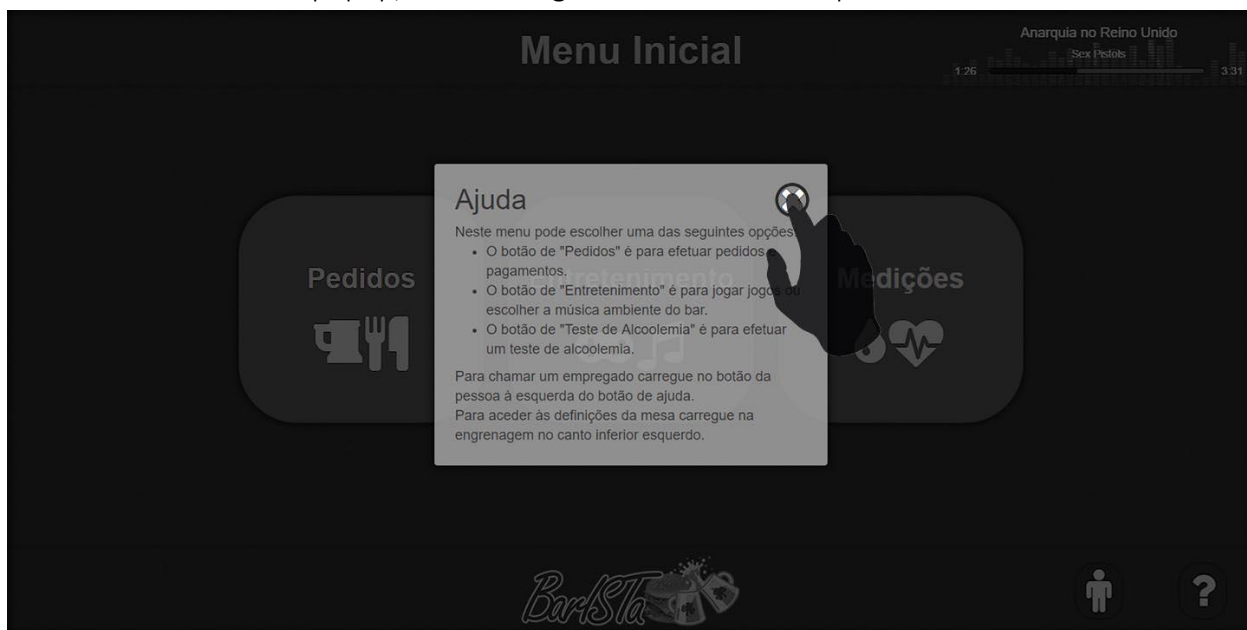 Menu Inicial
Anarquia no Reino Unido
Sex Pistols
1:26
3:31
Ajuda
Neste menu pode escolher uma das seguintes opções
O botão de "Pedidos" é para efetuar pedidos e
pagamentos.
O botão de "Entretenimento" é para jogar jogos ou
escolher a música ambiente do bar.
O botão de "Teste de Alcoolemia" é para efetuar
um teste de alcoolemia.
Para chamar um empregado carregue no botão da
pessoa à esquerda do botão de ajuda.
Para aceder às definições da mesa carregue na
engrenagem no canto inferior esquerdo.
Pedidos
Entretenimento
Medições
BarISTa
?